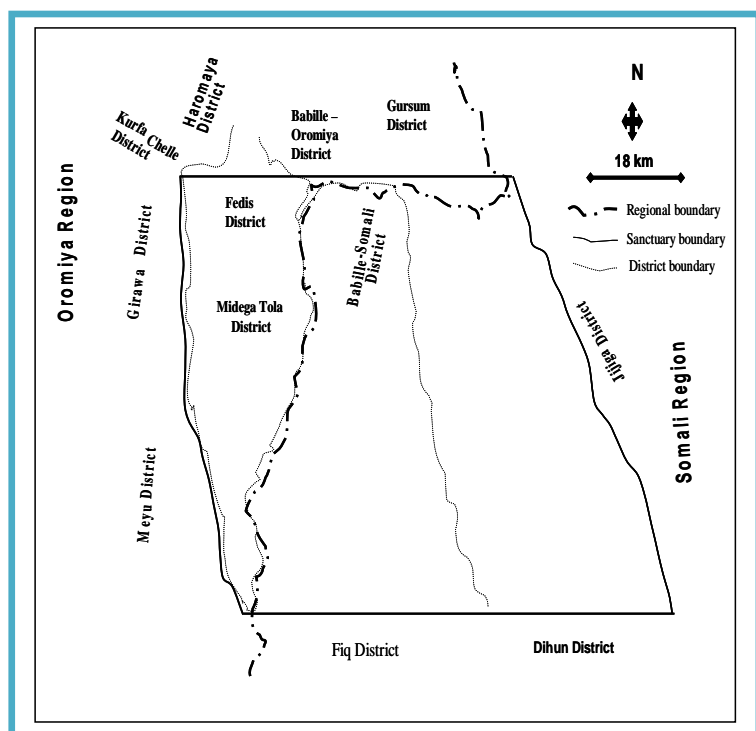 Haromaya
District
Kurfa Chelle
District
Babille –
Oromiya
District
Gursum
District
N
18 km
Regional boundary
Sanctuary boundary
District boundary
Oromiya Region
Girawa District
Fedis
District
Babille-Somali
District
Midega Tola
District
Jijiga District
Somali Region
Meyu District
Fiq District
Dihun District